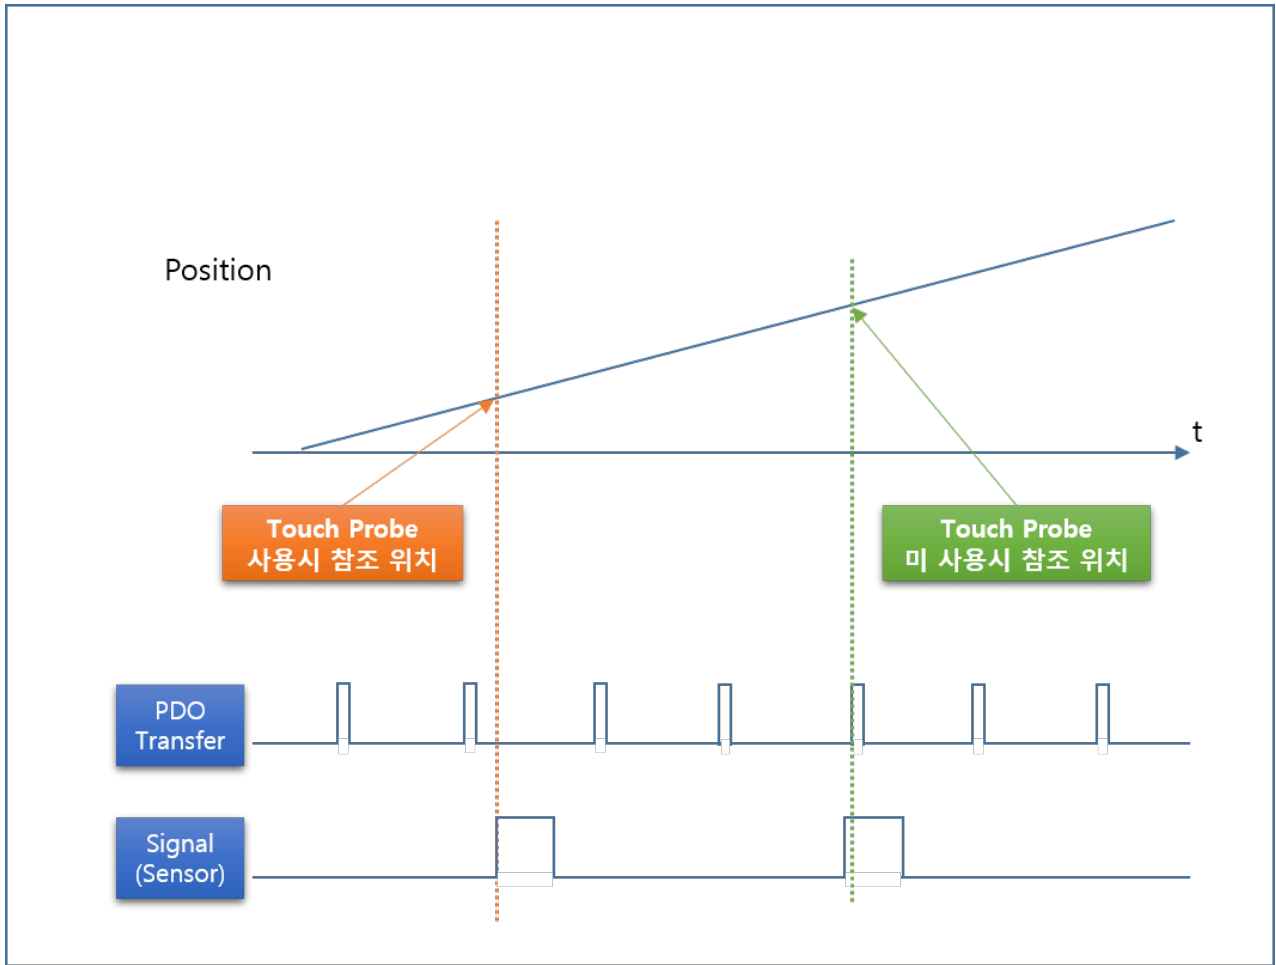 Position
t
Touch Probe
사용시 참조 위치
Touch Probe
미 사용시 참조 위치
PDO
Transfer
Signal
(Sensor)